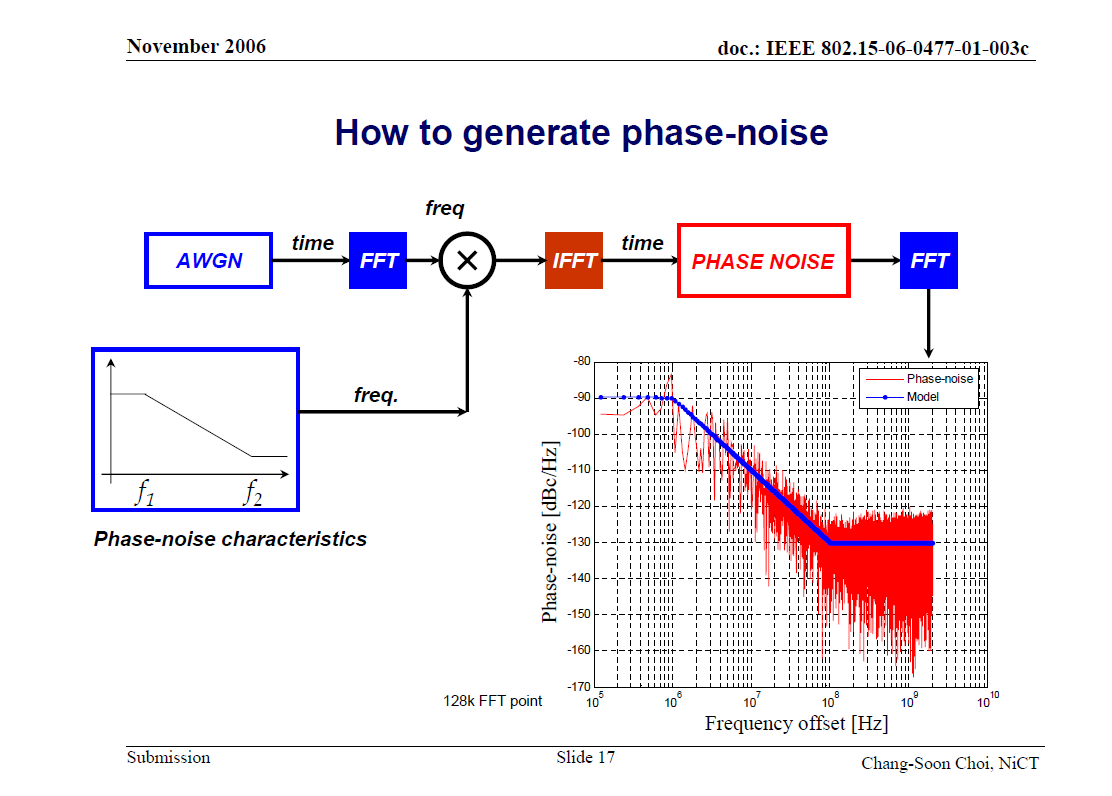 November 2006
doc.: IEEE 802.15-06-0477-01-003c
How to generate phase-noise
freq
AWGN
time
FFT
IFFT
time
PHASE NOISE
FFT
freq.
f1
f2
Phase-noise characteristics
Phase-noise
Model
-80
-90
-100
-110
-120
-130
-140
-150
-160
-170
Phase-noise [dBc/Hz]
10^5 10^6 10^7 10^8 10^9 10^10
128k FFT point
Frequency offset [Hz]
Submission
Slide 17
Chang-Soon Choi, NiCT